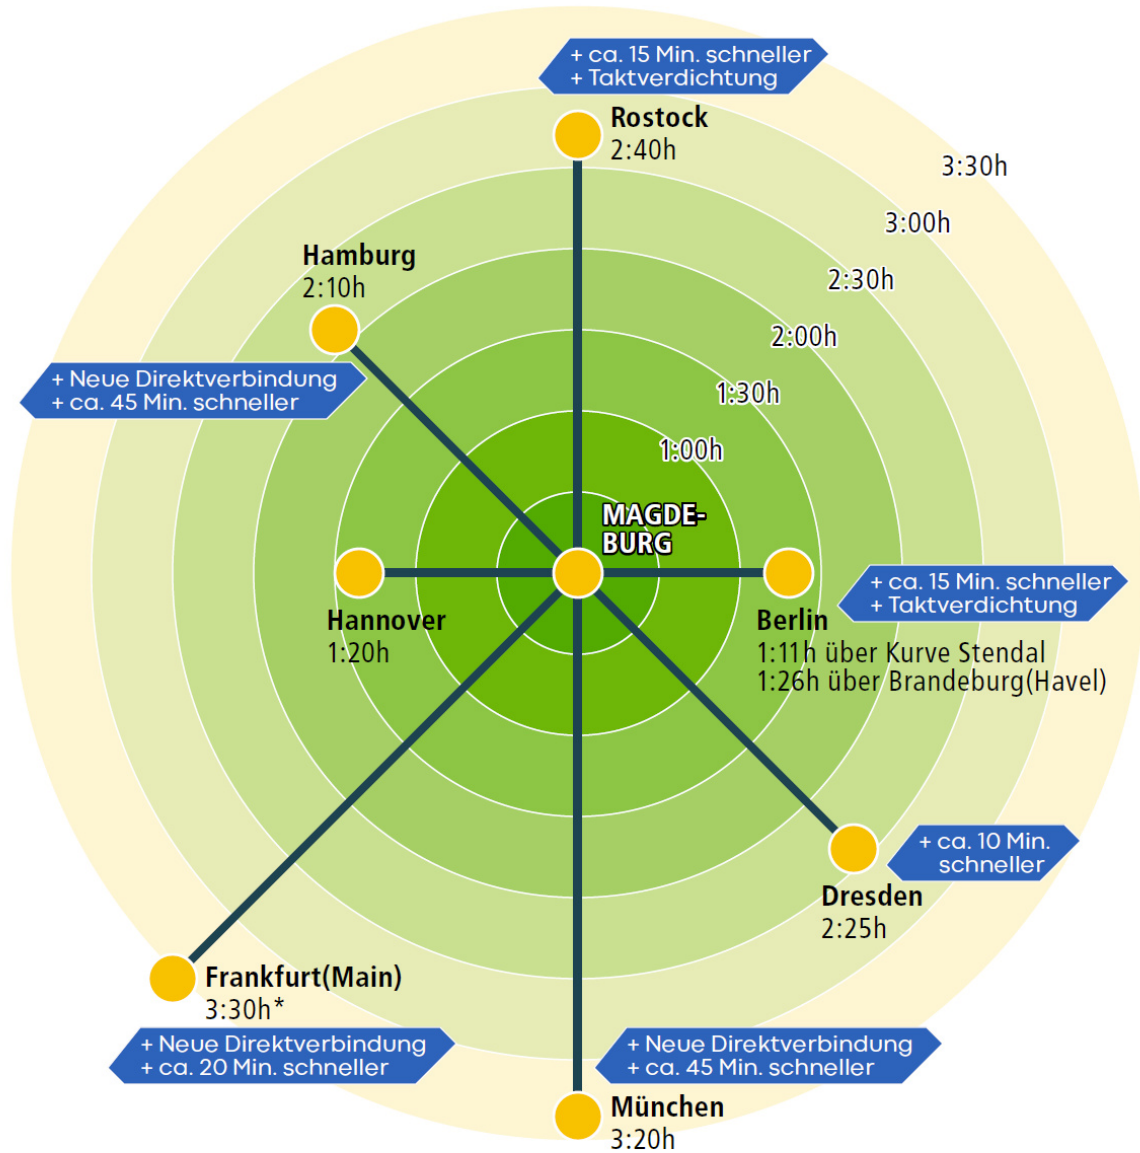 + ca. 15 Min. schneller
+ Taktverdichtung
Rostock
2:40h
3:30h
3:00h
2:30h
2:00h
1:30h
1:00h
Hamburg
2:10h
+ Neue Direktverbindung
+ ca. 45 Min. schneller
MAGDE-
BURG
Hannover
1:20h
Berlin
1:11h über Kurve Stendal
1:26h über Brandeburg(Havel)
+ ca. 15 Min. schneller
+ Taktverdichtung
+ ca. 10 Min.
schneller
Dresden
2:25h
Frankfurt(Main)
3:30h*
+ Neue Direktverbindung
+ ca. 20 Min. schneller
+ Neue Direktverbindung
+ ca. 45 Min. schneller
München
3:20h